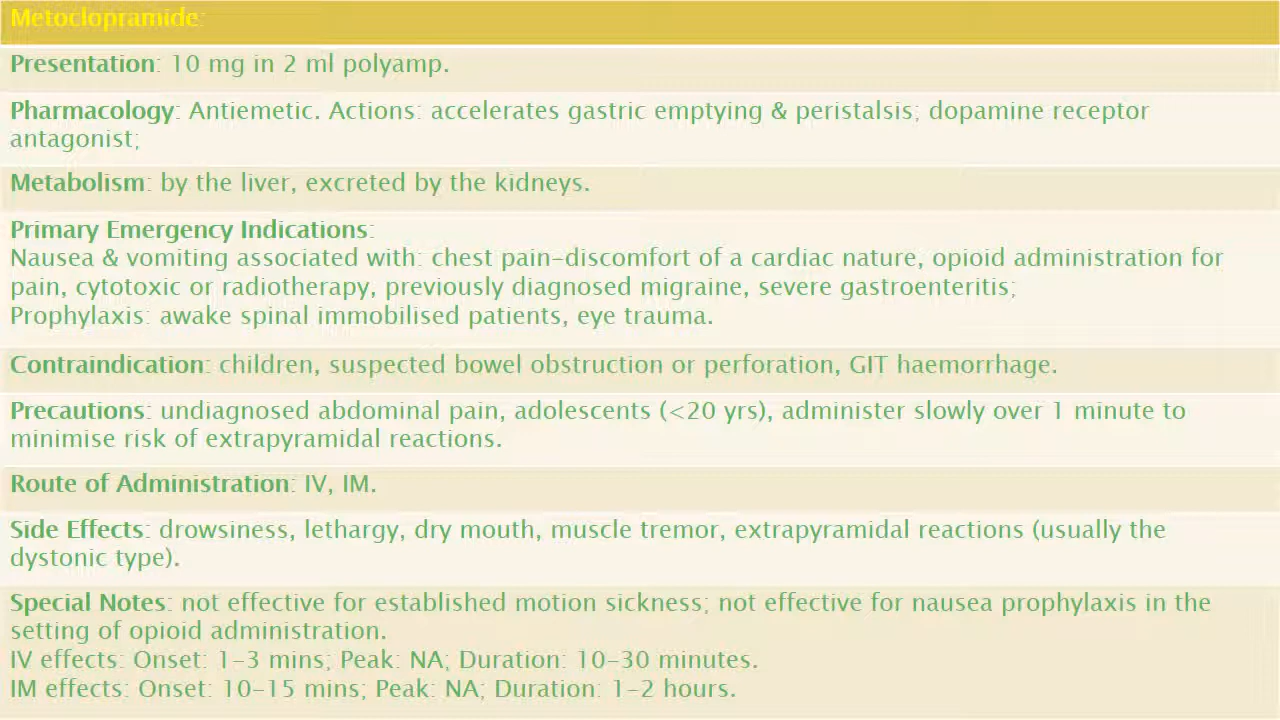 Metoclopramide:
Presentation: 10 mg in 2 ml polyamp.
Pharmacology: Antiemetic. Actions: accelerates gastric emptying & peristalsis; dopamine receptor
antagonist;
Metabolism: by the liver, excreted by the kidneys.
Primary Emergency Indications:
Nausea & vomiting associated with: chest pain-discomfort of a cardiac nature, opioid administration for
pain, cytotoxic or radiotherapy, previously diagnosed migraine, severe gastroenteritis;
Prophylaxis: awake spinal immobilised patients, eye trauma.
Contraindication: children, suspected bowel obstruction or perforation, GIT haemorrhage.
Precautions: undiagnosed abdominal pain, adolescents (<20 yrs), administer slowly over 1 minute to
minimise risk of extrapyramidal reactions.
Route of Administration: IV, IM.
Side Effects: drowsiness, lethargy, dry mouth, muscle tremor, extrapyramidal reactions (usually the
dystonic type).
Special Notes: not effective for established motion sickness; not effective for nausea prophylaxis in the
setting of opioid administration.
IV effects: Onset: 1-3 mins; Peak: NA; Duration: 10-30 minutes.
IM effects: Onset: 10-15 mins; Peak: NA; Duration: 1-2 hours.